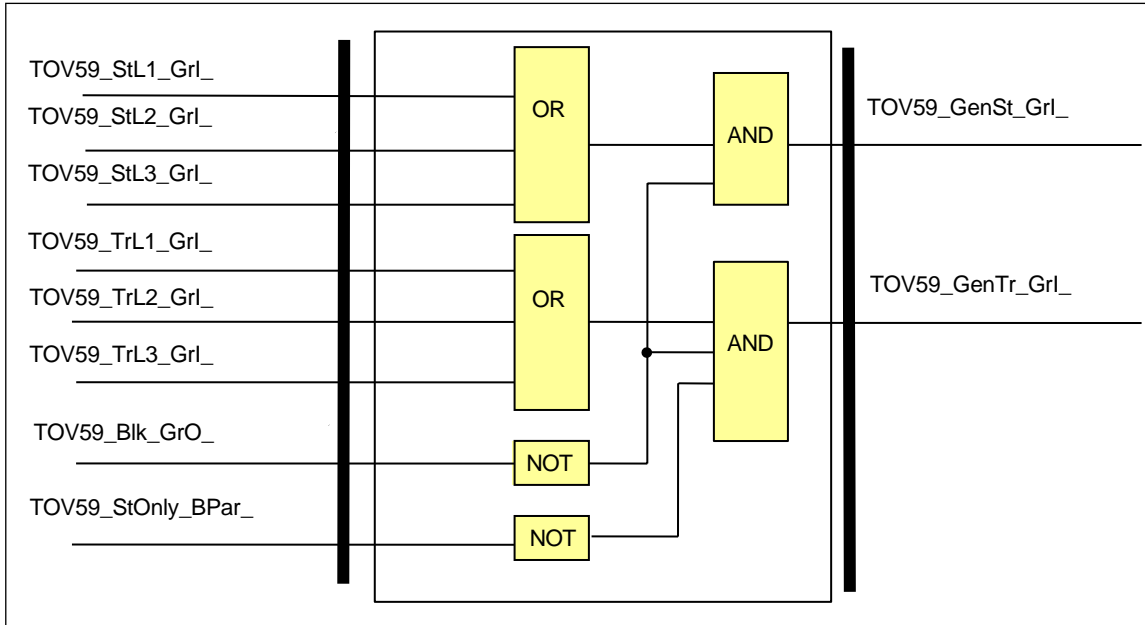 TOV59_StL1_GrI_
TOV59_StL2_GrI_
TOV59_StL3_GrI_
TOV59_TrL1_GrI_
TOV59_TrL2_GrI_
TOV59_TrL3_GrI_
TOV59_Blk_GrO_
TOV59_StOnly_BPar_
OR
OR
NOT
NOT
AND
AND
TOV59_GenSt_GrI_
TOV59_GenTr_GrI_